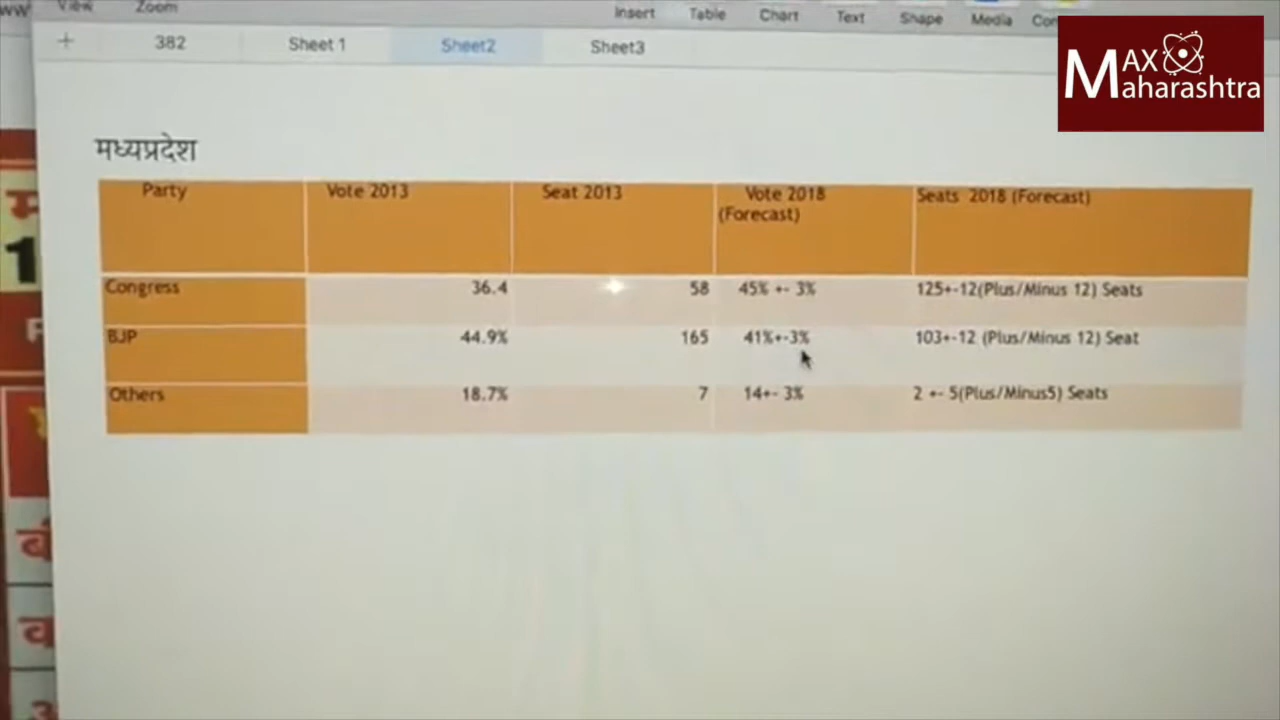 View Zoom
Insert Table Chart Text Shape Media
+ 382 Sheet 1 Sheet2 Sheet3
MAX
Maharashtra
मध्यप्रदेश
Party Vote 2013 Seat 2013 Vote 2018 (Forecast) Seats 2018 (Forecast)
Congress 36.4 58 45% +- 3% 125+-12(Plus/Minus 12) Seats
BJP 44.9% 165 41%+-3% 103+-12 (Plus/Minus 12) Seat
Others 18.7% 7 14+- 3% 2 +- 5(Plus/Minus5) Seats